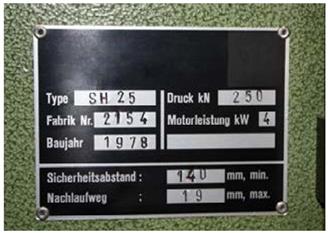 Type SH 25 Druck kN 250
Fabrik Nr. 2154 Motorleistung kW 4
Baujahr 1978
Sicherheitsabstand : 140 mm, min.
Nachlaufweg : 19 mm, max.